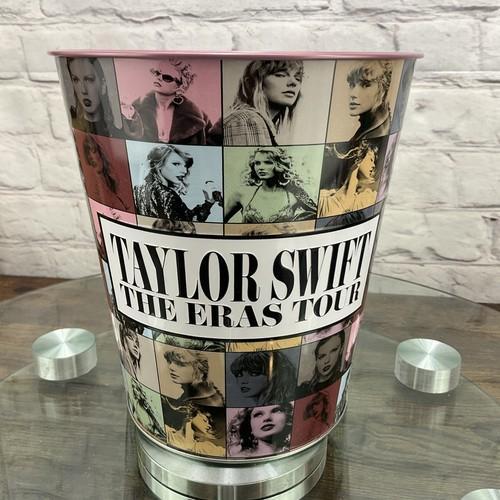 TAYLOR SWIFT
THE ERAS TOUR